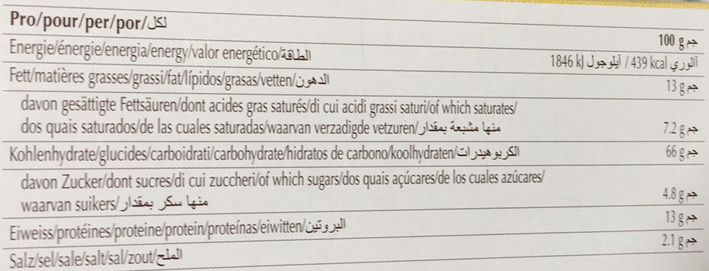 Pro/pour/per/por/لكل 100 g جم
Energie/énergie/energia/energy/valor energético/الطاقة 1846 kJ آيلوجول / 439 kcal آالوري
Fett/matières grasses/grassi/fat/lípidos/grasas/vetten/الدهون 13 g جم
davon gesättigte Fettsäuren/dont acides gras saturés/di cui acidi grassi saturi/of which saturates/
dos quais saturados/de las cuales saturadas/waarvan verzadigde vetzuren/منها مشبعة بمقدار 7.2 g جم
Kohlenhydrate/glucides/carboidrati/carbohydrate/hidratos de carbono/koolhydraten/الكربوهيدرات 66 g جم
davon Zucker/dont sucres/di cui zuccheri/of which sugars/dos quais açúcares/de los cuales azúcares/
waarvan suikers/منها سكر بمقدار 4.8 g جم
Eiweiss/protéines/proteine/protein/proteínas/eiwitten/البروتين 13 g جم
Salz/sel/sale/salt/sal/zout/الملح 2.1 g جم